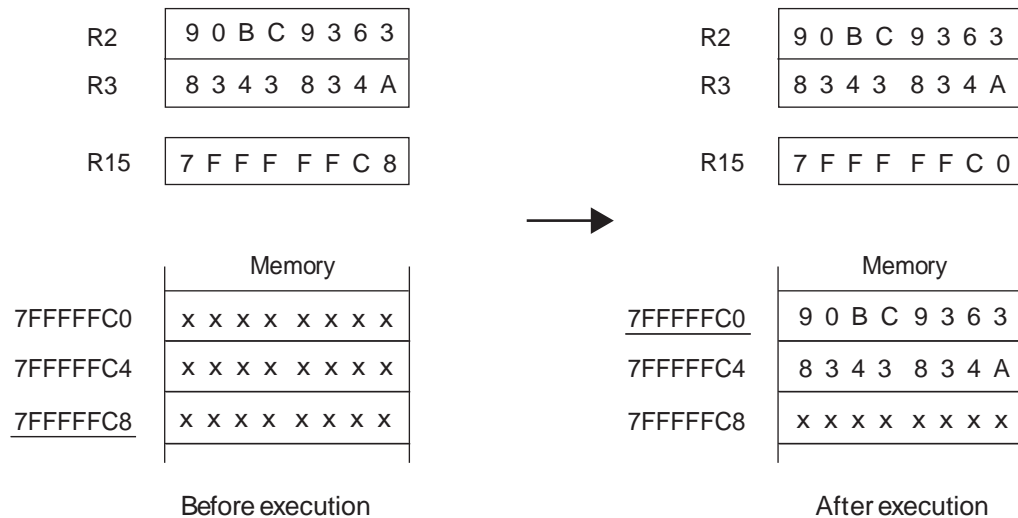 R2 9 0 B C 9 3 6 3
R3 8 3 4 3 8 3 4 A
R15 7 F F F F F C 8
Memory
7FFFFFC0 x x x x x x x x
7FFFFFC4 x x x x x x x x
7FFFFFC8 x x x x x x x x
Before execution
R2 9 0 B C 9 3 6 3
R3 8 3 4 3 8 3 4 A
R15 7 F F F F F C 0
Memory
7FFFFFC0 9 0 B C 9 3 6 3
7FFFFFC4 8 3 4 3 8 3 4 A
7FFFFFC8 x x x x x x x x
After execution